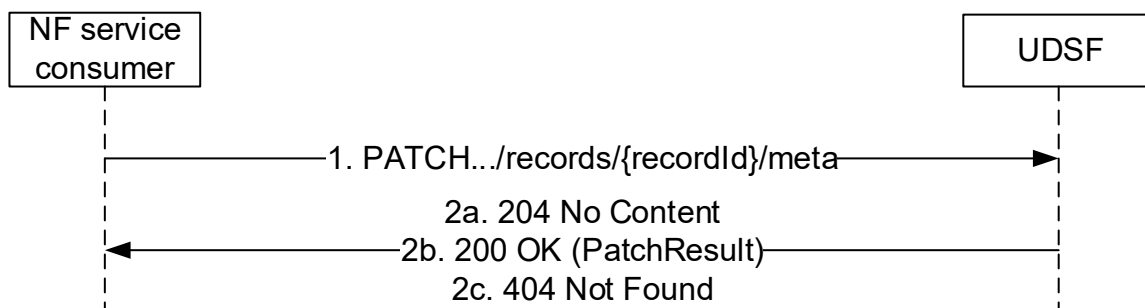 NF service
consumer
UDSF
1. PATCH.../records/{recordId}/meta
2a. 204 No Content
2b. 200 OK (PatchResult)
2c. 404 Not Found